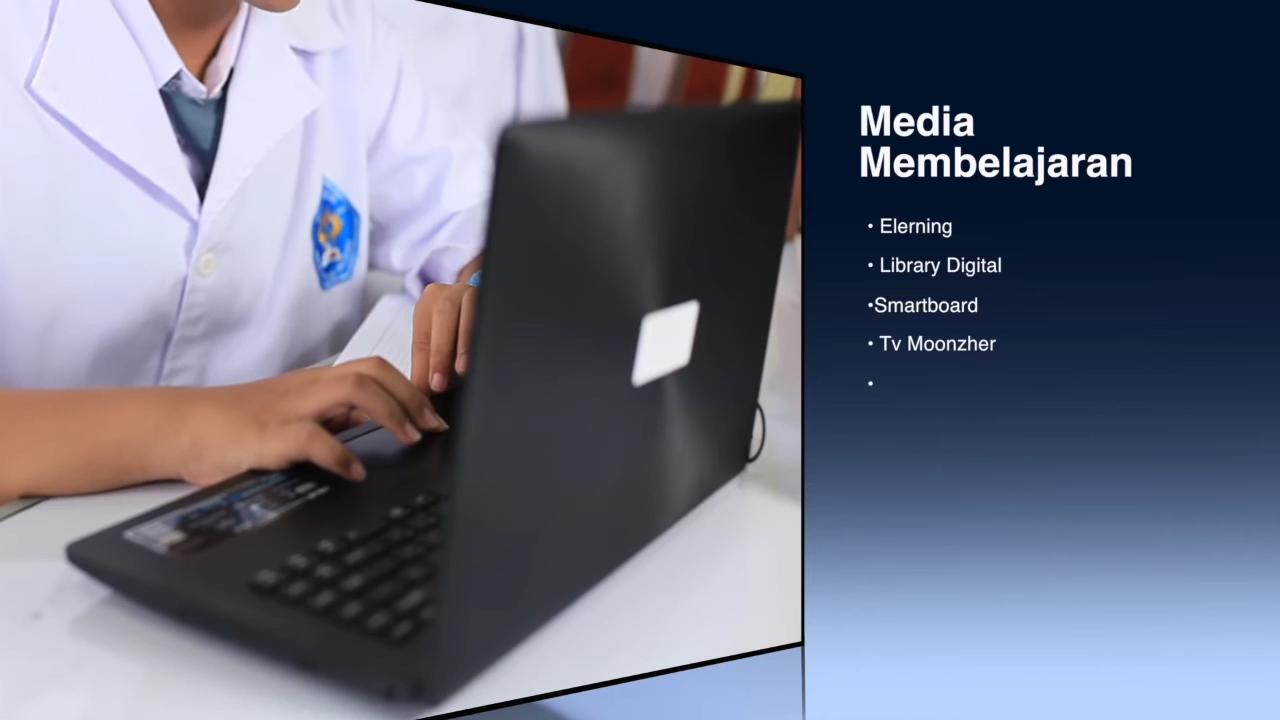 Media
Membelajaran
• Elerning
• Library Digital
•Smartboard
• Tv Moonzher
•